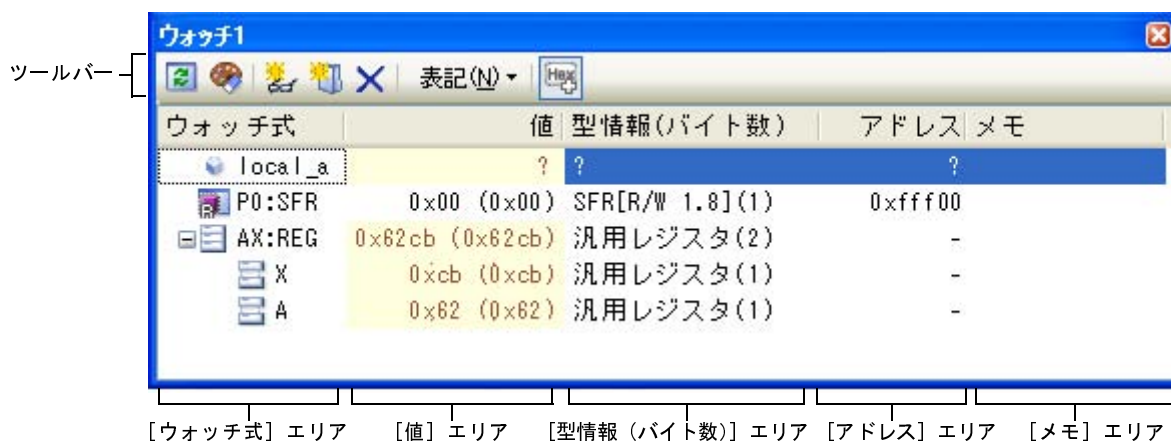 ウォッチ1
ツールバー
表記(N) Hex
ウォッチ式 値 型情報(バイト数) アドレス メモ
local_a ? ? ?
P0:SFR 0x00 (0x00) SFR[R/W 1.8](1) 0xfff00
AX:REG 0x62cb (0x62cb) 汎用レジスタ(2) -
X 0xcb (0xcb) 汎用レジスタ(1) -
A 0x62 (0x62) 汎用レジスタ(1) -
[ウォッチ式] エリア [値] エリア [型情報 (バイト数)] エリア [アドレス] エリア [メモ] エリア